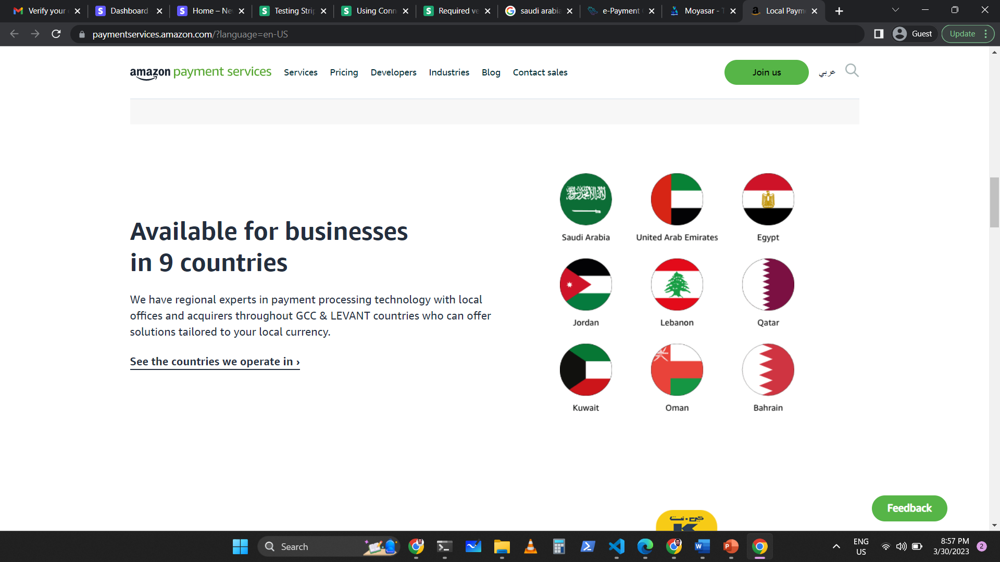 Verify your
Dashboard
Home – Ne
Testing Strip
Using Conn
Required ve
saudi arabia
e-Payment
Moyasar - T
Local Paym
paymentservices.amazon.com/?language=en-US
Guest
Update
amazon payment services
Services
Pricing
Developers
Industries
Blog
Contact sales
Join us
عربي
Available for businesses
in 9 countries
We have regional experts in payment processing technology with local
offices and acquirers throughout GCC & LEVANT countries who can offer
solutions tailored to your local currency.
See the countries we operate in ›
Saudi Arabia
United Arab Emirates
Egypt
Jordan
Lebanon
Qatar
Kuwait
Oman
Bahrain
كي·نت
Feedback
Search
ENG
US
8:57 PM
3/30/2023
2